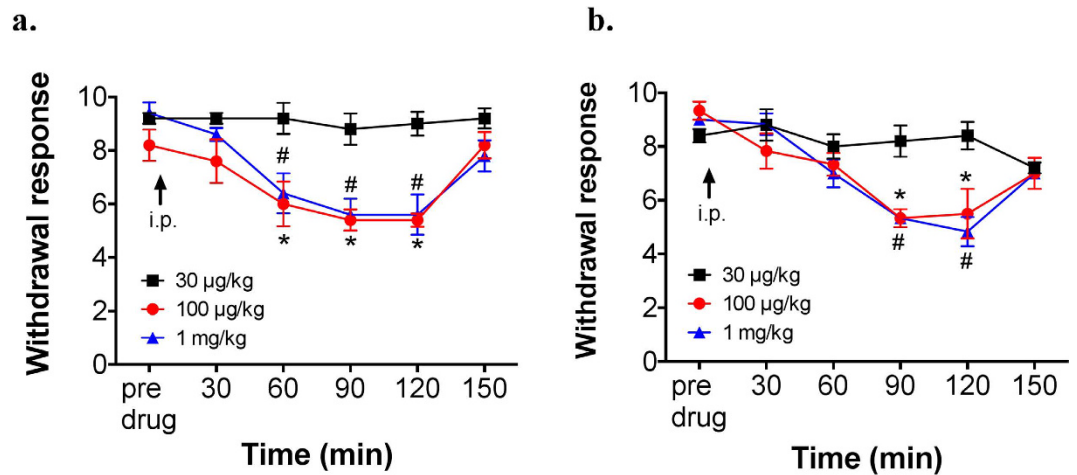 a.
Withdrawal response
10
8
6
4
2
0
#
#
#
*
*
*
i.p.
30 µg/kg
100 µg/kg
1 mg/kg
pre drug
30
60
90
120
150
Time (min)
b.
Withdrawal response
10
8
6
4
2
0
*
*
#
#
i.p.
30 µg/kg
100 µg/kg
1 mg/kg
pre drug
30
60
90
120
150
Time (min)